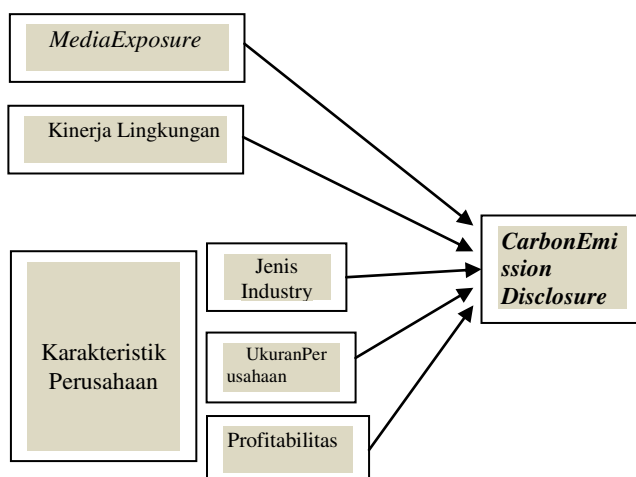 MediaExposure
Kinerja Lingkungan
CarbonEmi
ssion
Disclosure
Jenis
Industry
Karakteristik
Perusahaan
UkuranPer
usahaan
Profitabilitas